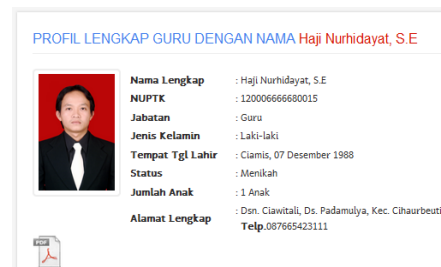 PROFIL LENGKAP GURU DENGAN NAMA Haji Nurhidayat, S.E
Nama Lengkap : Haji Nurhidayat, S.E
NUPTK : 120006666680015
Jabatan : Guru
Jenis Kelamin : Laki-laki
Tempat Tgl Lahir : Ciamis, 07 Desember 1988
Status : Menikah
Jumlah Anak : 1 Anak
Alamat Lengkap : Dsn. Ciawitali, Ds. Padamulya, Kec. Cihaurbeuti
Telp.087665423111
PDF